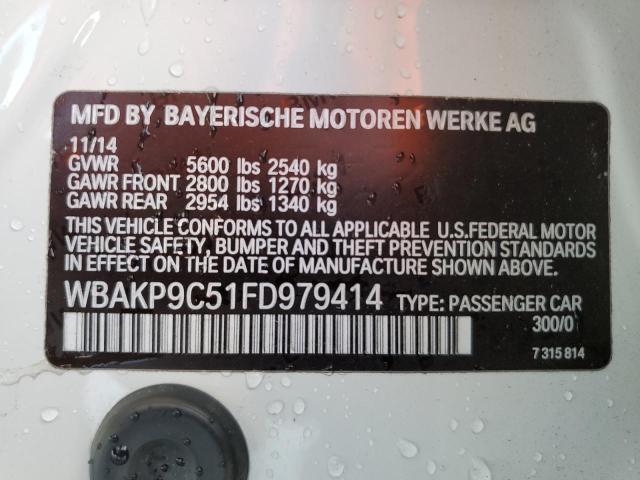 MFD BY BAYERISCHE MOTOREN WERKE AG
11/14
GVWR 5600 lbs 2540 kg
GAWR FRONT 2800 lbs 1270 kg
GAWR REAR 2954 lbs 1340 kg
THIS VEHICLE CONFORMS TO ALL APPLICABLE U.S.FEDERAL MOTOR
VEHICLE SAFETY, BUMPER AND THEFT PREVENTION STANDARDS
IN EFFECT ON THE DATE OF MANUFACTURE SHOWN ABOVE.
WBAKP9C51FD979414 TYPE: PASSENGER CAR
300/0
7 315 814